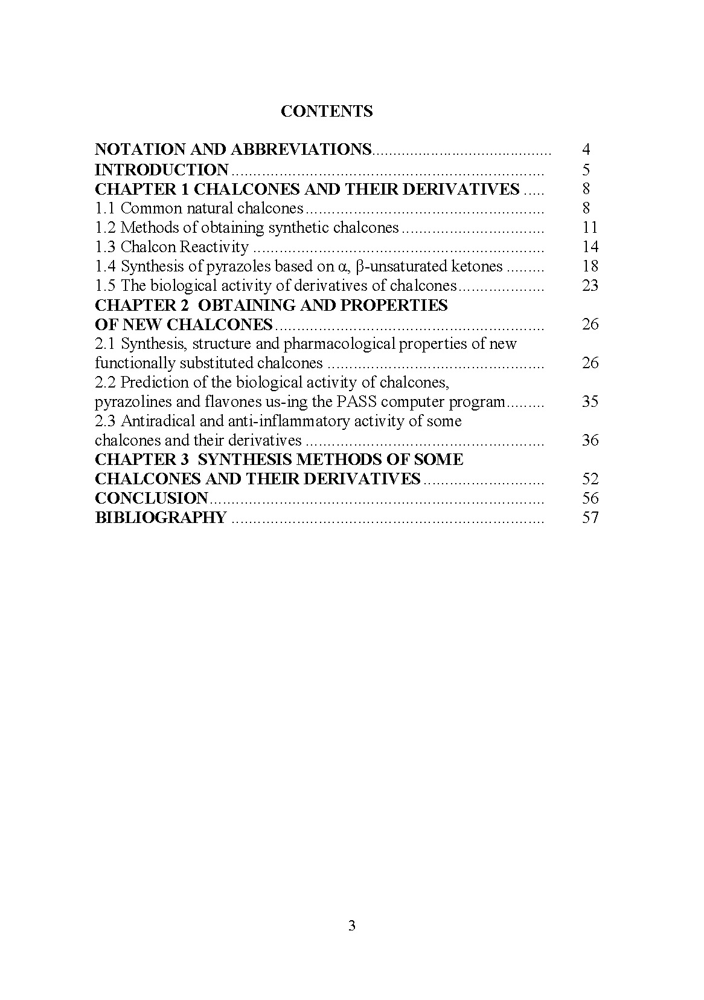 CONTENTS
NOTATION AND ABBREVIATIONS.......................................... 4
INTRODUCTION........................................................................ 5
CHAPTER 1 CHALCONES AND THEIR DERIVATIVES ..... 8
1.1 Common natural chalcones....................................................... 8
1.2 Methods of obtaining synthetic chalcones................................. 11
1.3 Chalcon Reactivity ................................................................... 14
1.4 Synthesis of pyrazoles based on α, β-unsaturated ketones ......... 18
1.5 The biological activity of derivatives of chalcones.................... 23
CHAPTER 2 OBTAINING AND PROPERTIES
OF NEW CHALCONES.............................................................. 26
2.1 Synthesis, structure and pharmacological properties of new
functionally substituted chalcones .................................................. 26
2.2 Prediction of the biological activity of chalcones,
pyrazolines and flavones us-ing the PASS computer program......... 35
2.3 Antiradical and anti-inflammatory activity of some
chalcones and their derivatives ....................................................... 36
CHAPTER 3 SYNTHESIS METHODS OF SOME
CHALCONES AND THEIR DERIVATIVES............................ 52
CONCLUSION............................................................................. 56
BIBLIOGRAPHY ........................................................................ 57
3